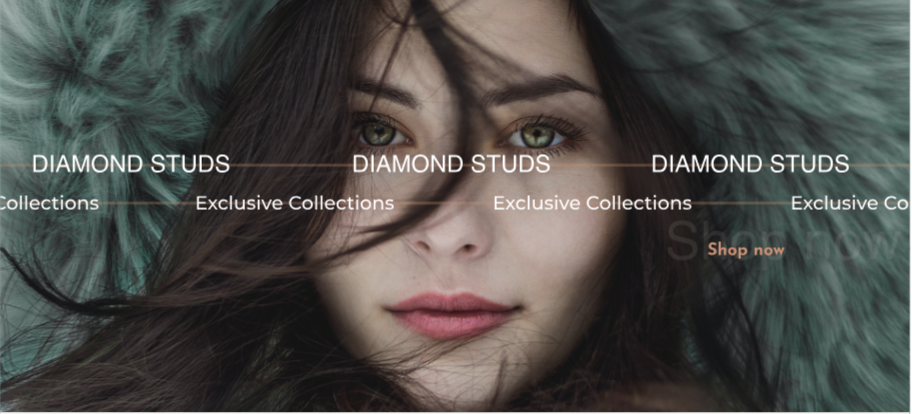 DIAMOND STUDS DIAMOND STUDS DIAMOND STUDS
Collections Exclusive Collections Exclusive Collections Exclusive Co
Shop now
Shop now